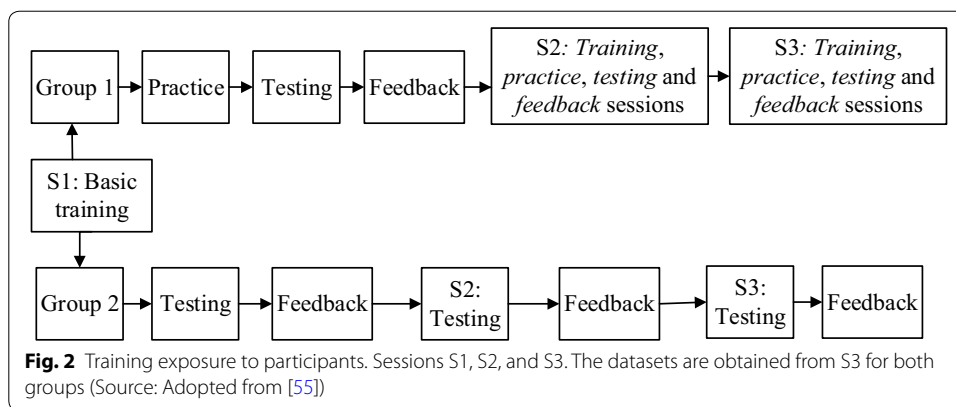 S2: Training,
practice, testing and
feedback sessions
S3: Training,
practice, testing and
feedback sessions
Group 1
Practice
Testing
Feedback
S1: Basic
training
Group 2
Testing
Feedback
S2:
Testing
Feedback
S3:
Testing
Feedback
Fig. 2 Training exposure to participants. Sessions S1, S2, and S3. The datasets are obtained from S3 for both
groups (Source: Adopted from [55])